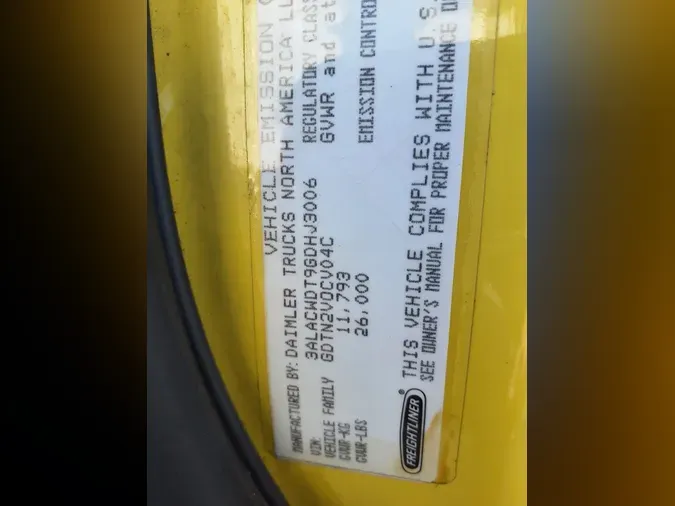 VEHICLE EMISSION
MANUFACTURED BY: DAIMLER TRUCKS NORTH AMERICA LL
VIN: 3ALACWDT9GDHJ3006 REGULATORY CLASS
VEHICLE FAMILY GDTN2VOCV04C GVWR and at
GVWR-KG 11,793
GVWR-LBS 26,000 EMISSION CONTRO
THIS VEHICLE COMPLIES WITH U.S.
SEE OWNER'S MANUAL FOR PROPER MAINTENANCE
FREIGHTLINER